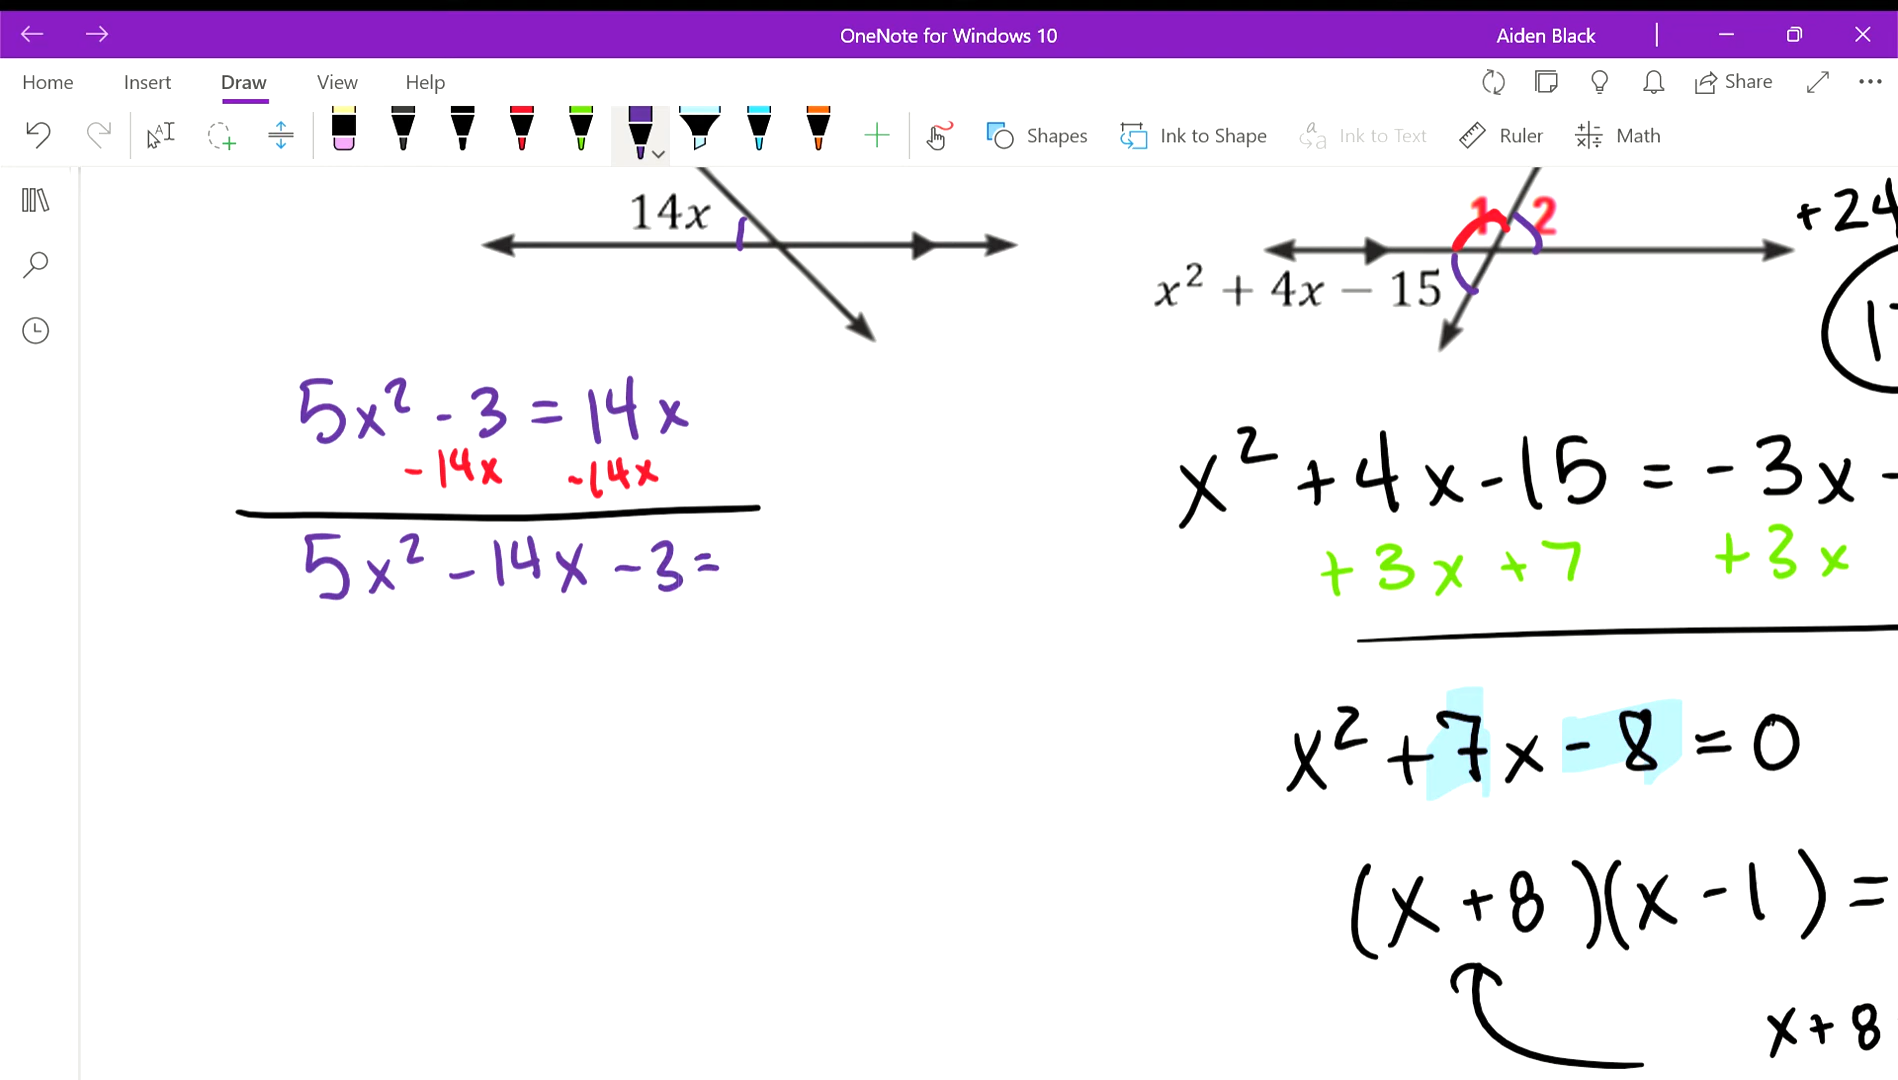 OneNote for Windows 10
Aiden Black
Home Insert Draw View Help
Share
Shapes Ink to Shape Ink to Text Ruler Math
14x
1 2
+24
x² + 4x − 15
5x² - 3 = 14x
-14x -14x
5x² - 14x - 3 =
x² + 4x - 15 = -3x -
+3x +7 +3x
x² + 7x - 8 = 0
(x + 8)(x - 1) =
x + 8